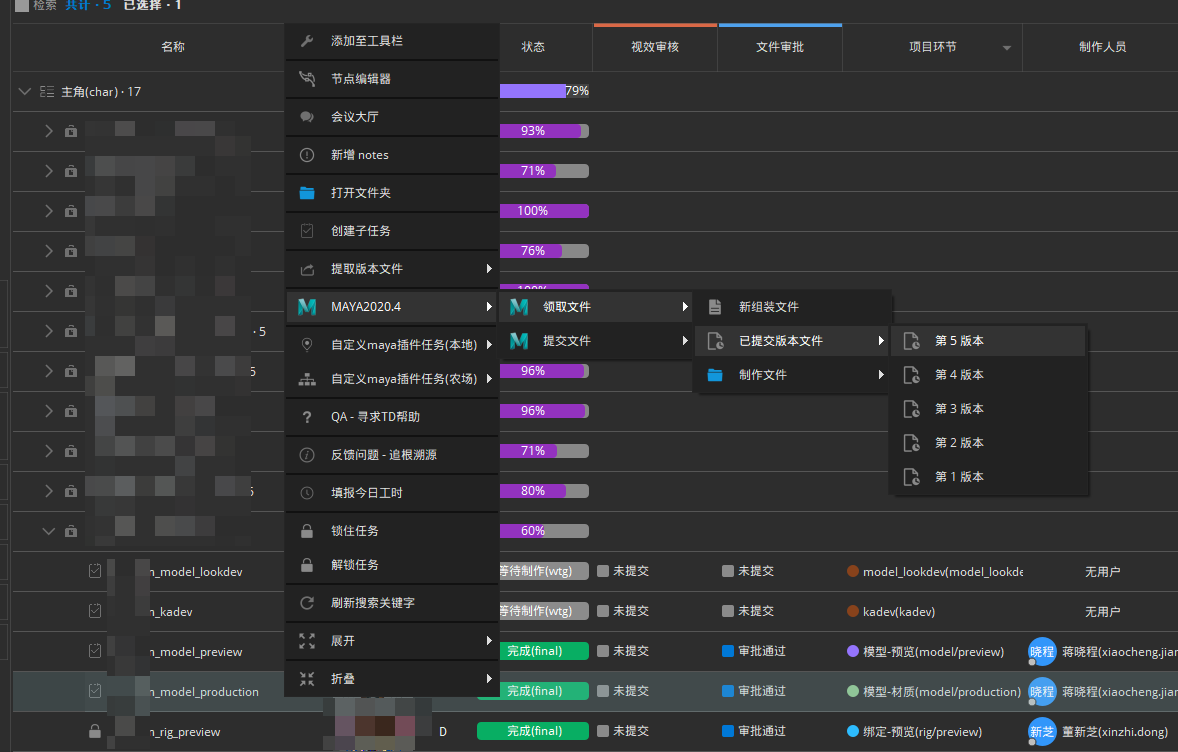 检索 共计 · 5 已选择 · 1
名称
状态
视效审核
文件审批
项目环节
制作人员
主角(char) · 17
79%
93%
71%
100%
76%
100%
· 5
5
96%
96%
71%
80%
60%
添加至工具栏
节点编辑器
会议大厅
新增 notes
打开文件夹
创建子任务
提取版本文件
MAYA2020.4
自定义maya插件任务(本地)
自定义maya插件任务(农场)
QA - 寻求TD帮助
反馈问题 - 追根溯源
填报今日工时
锁住任务
解锁任务
刷新搜索关键字
展开
折叠
领取文件
提交文件
新组装文件
已提交版本文件
制作文件
第 5 版本
第 4 版本
第 3 版本
第 2 版本
第 1 版本
n_model_lookdev 等待制作(wtg) 未提交 未提交 model_lookdev(model_lookde 无用户
n_kadev 等待制作(wtg) 未提交 未提交 kadev(kadev) 无用户
n_model_preview 完成(final) 未提交 审批通过 模型-预览(model/preview) 晓程 蒋晓程(xiaocheng.jian
n_model_production 完成(final) 未提交 审批通过 模型-材质(model/production) 晓程 蒋晓程(xiaocheng.jian
n_rig_preview D 完成(final) 未提交 审批通过 绑定-预览(rig/preview) 新芝 董新芝(xinzhi.dong)